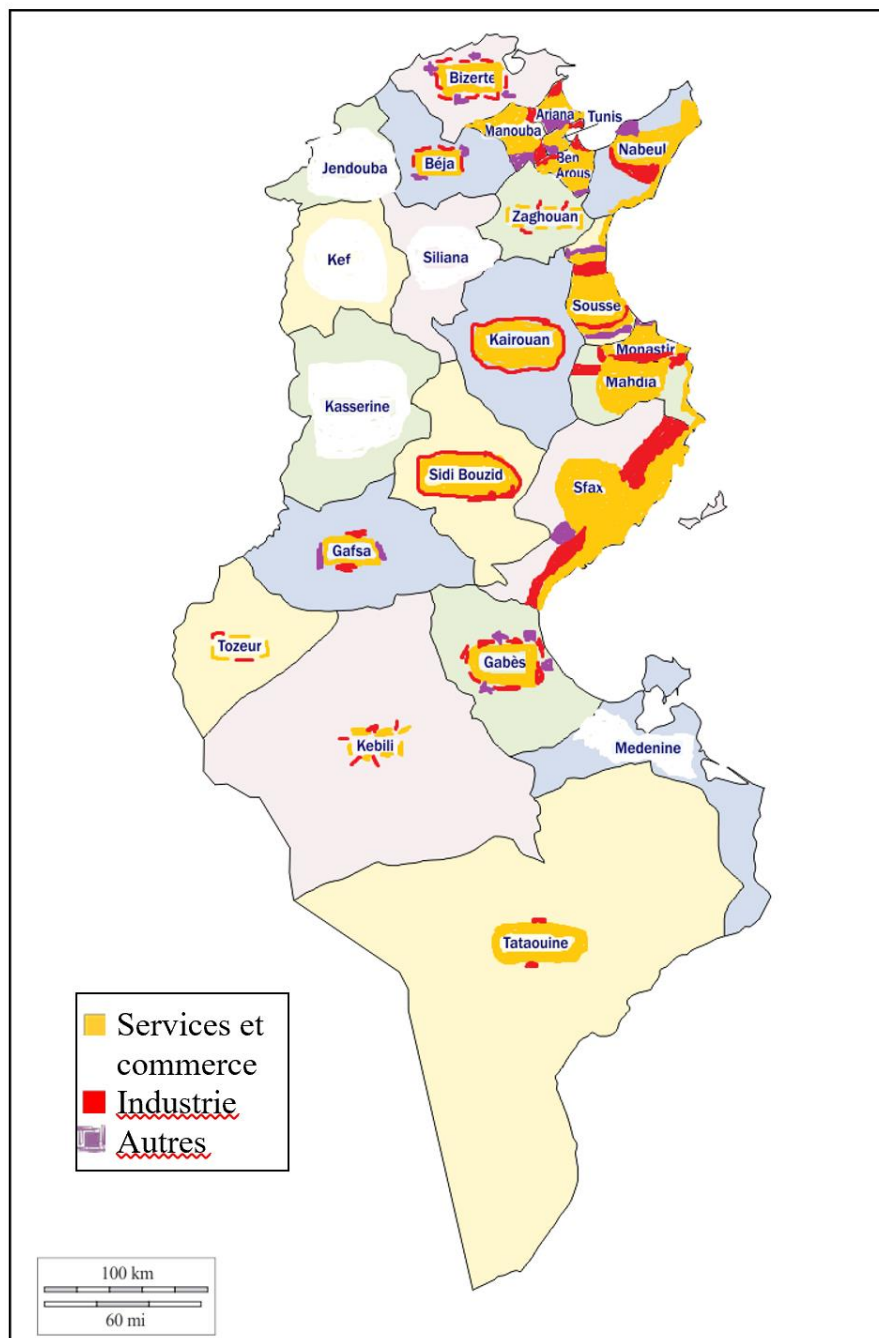 Bizerte
Ariana
Tunis
Manouba
Nabeul
Ben
Arous
Béja
Jendouba
Zaghouan
Kef
Siliana
Sousse
Kairouan
Monastir
Mahdia
Kasserine
Sidi Bouzid
Sfax
Gafsa
Tozeur
Gabès
Kebili
Medenine
Tataouine
Services et
commerce
Industrie
Autres
100 km
60 mi